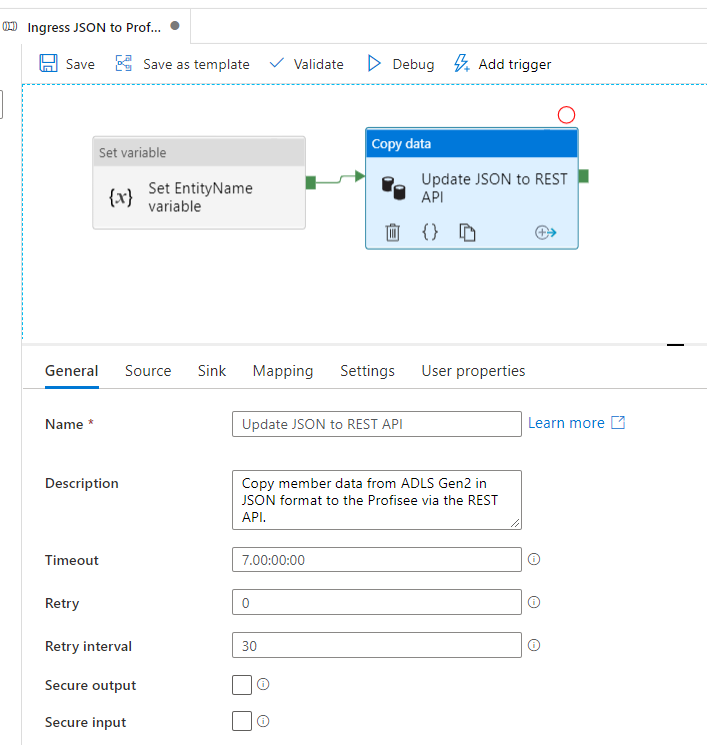 Ingress JSON to Prof...
Save
Save as template
Validate
Debug
Add trigger
Set variable
{x}
Set EntityName
variable
Copy data
Update JSON to REST
API
{}
General
Source
Sink
Mapping
Settings
User properties
Name *
Update JSON to REST API
Learn more
Description
Copy member data from ADLS Gen2 in
JSON format to the Profisee via the REST
API.
Timeout
7.00:00:00
Retry
0
Retry interval
30
Secure output
Secure input